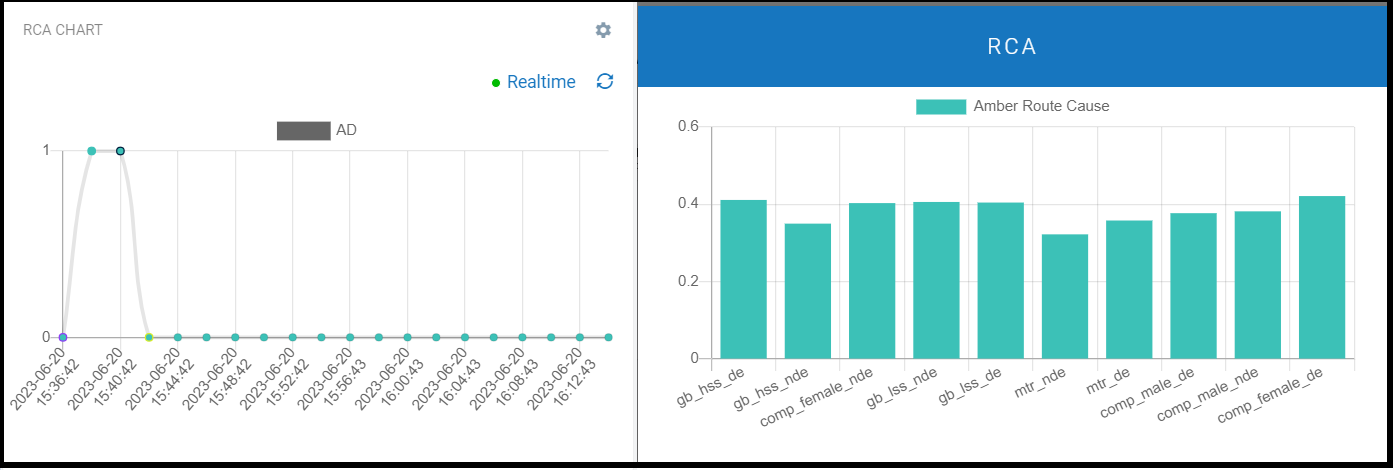 RCA CHART
Realtime
AD
1
0
2023-06-20
15:36:42
2023-06-20
15:40:42
2023-06-20
15:44:42
2023-06-20
15:48:42
2023-06-20
15:52:42
2023-06-20
15:56:43
2023-06-20
16:00:43
2023-06-20
16:04:43
2023-06-20
16:08:43
2023-06-20
16:12:43
RCA
Amber Route Cause
0.6
0.4
0.2
0
gb_hss_de
gb_hss_nde
comp_female_nde
gb_lss_nde
gb_lss_de
mtr_nde
mtr_de
comp_male_de
comp_male_nde
comp_female_de